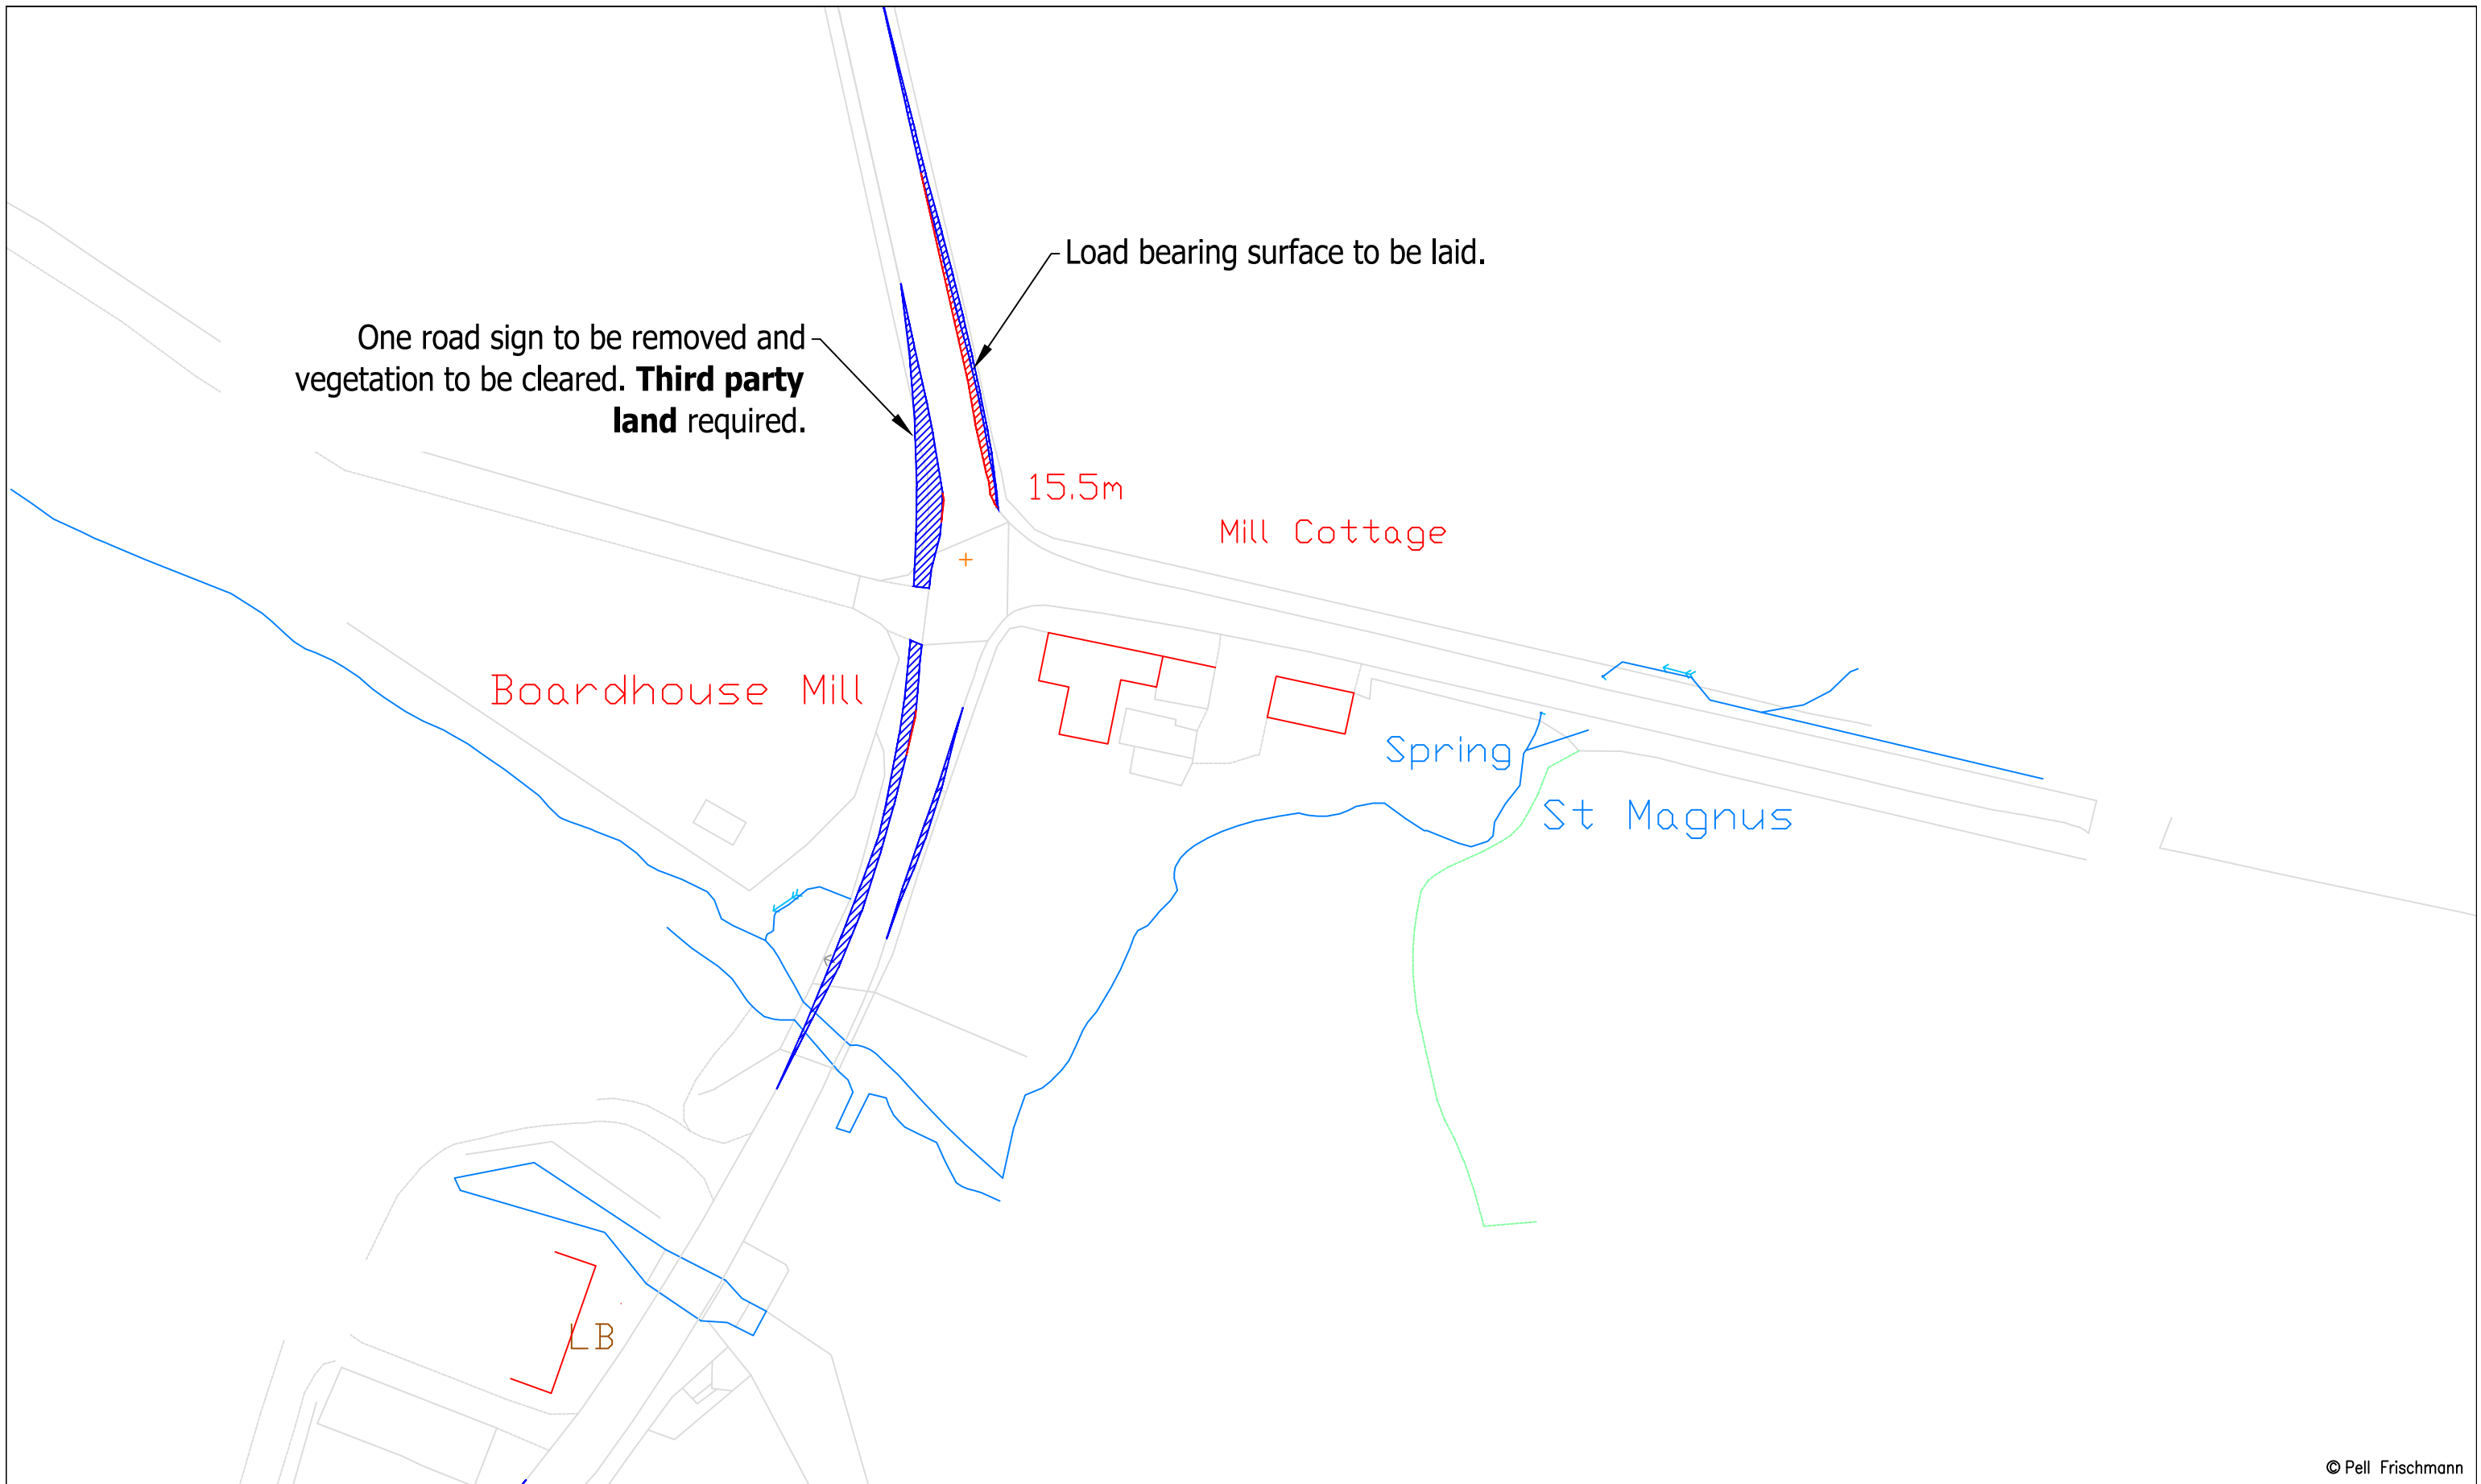 Load bearing surface to be laid.
One road sign to be removed and
vegetation to be cleared. Third party
land required.
15.5m
Mill Cottage
Boardhouse Mill
Spring
St Magnus
LB
© Pell Frischmann